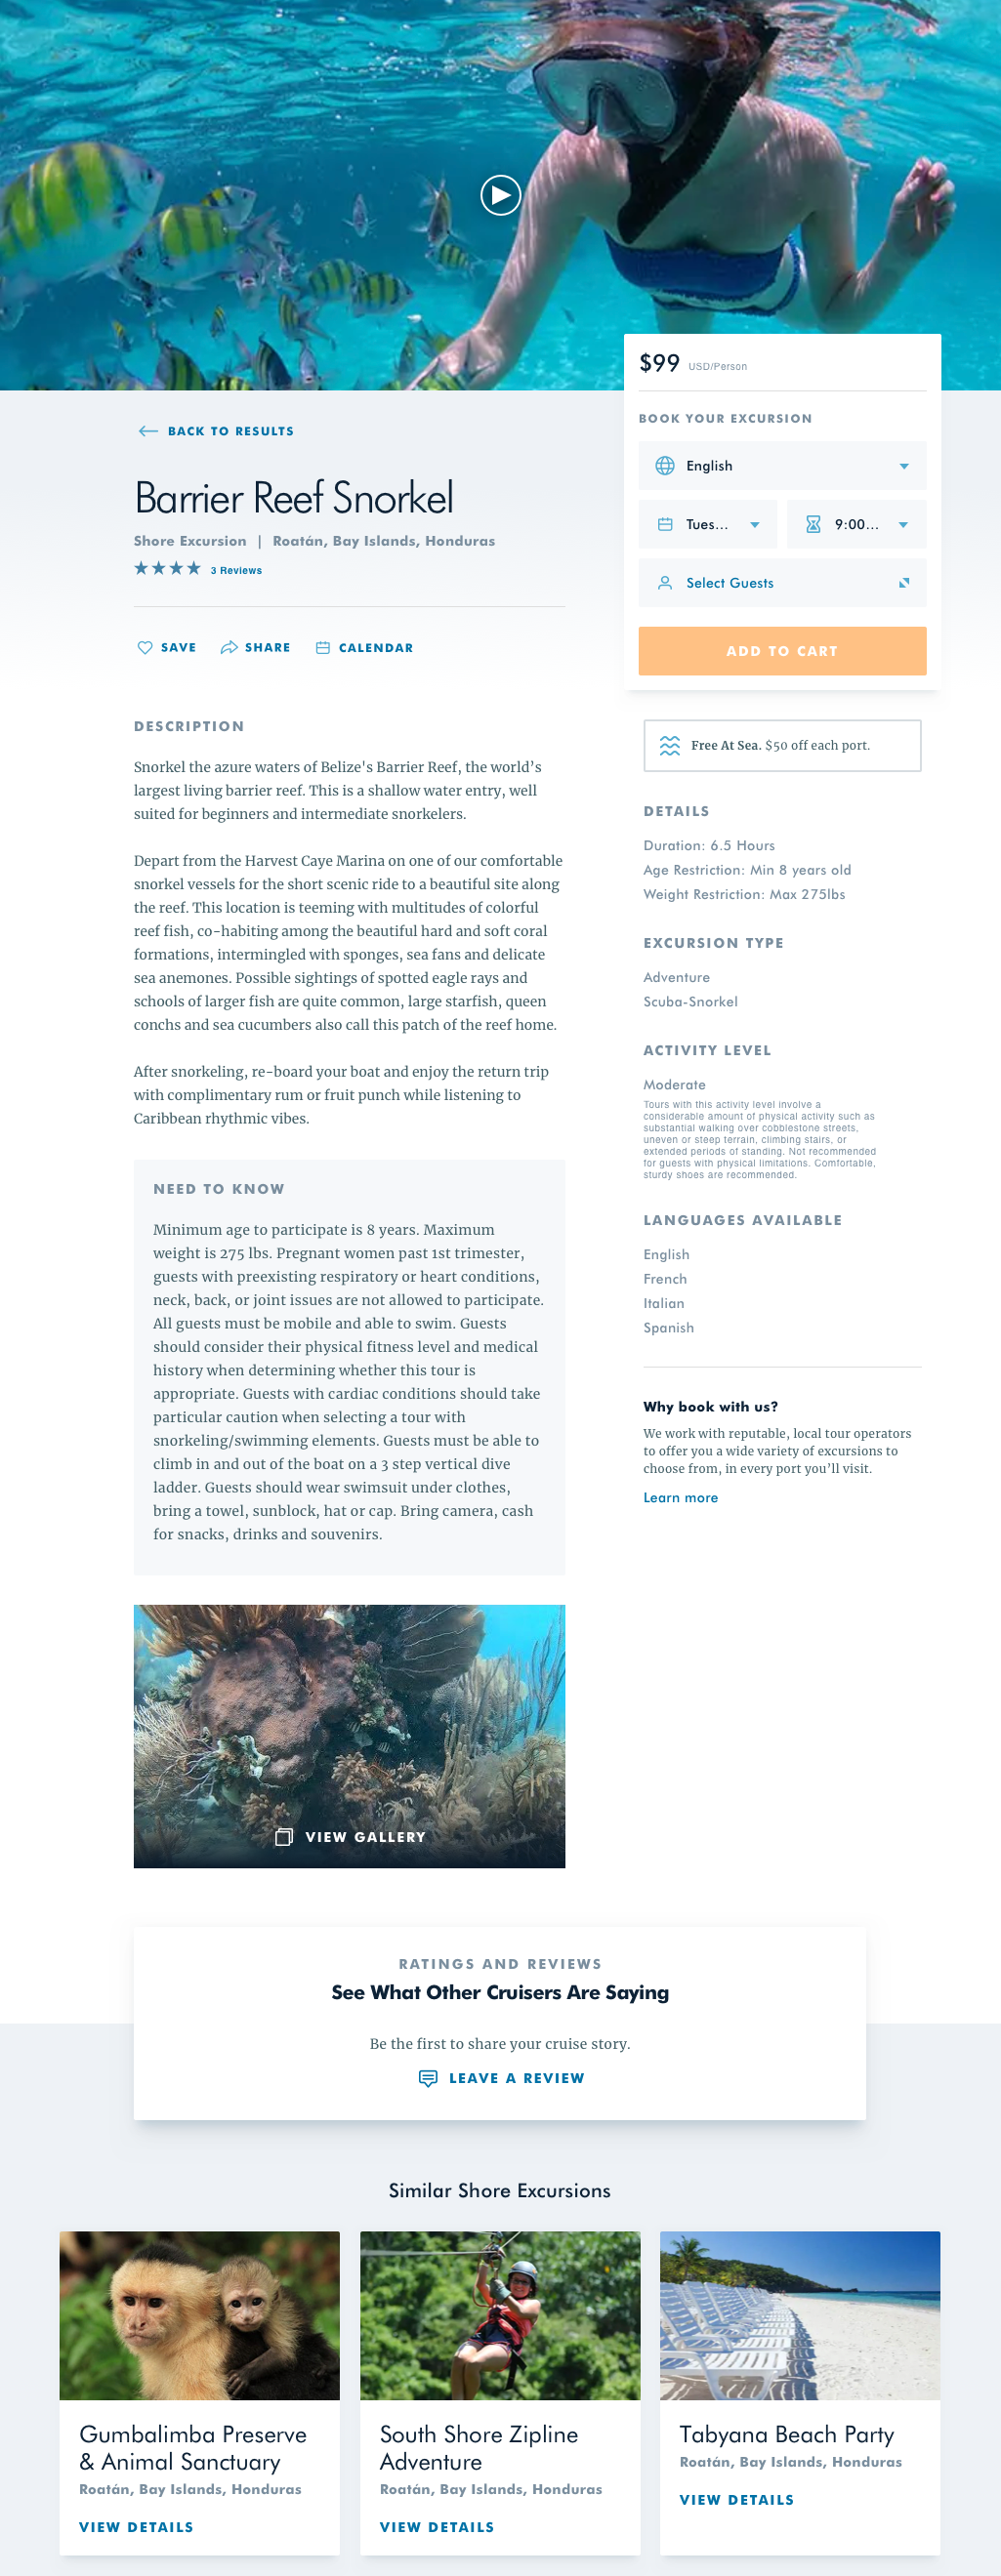 $99 USD/Person
BOOK YOUR EXCURSION
English
Tues...
9:00...
Select Guests
ADD TO CART
BACK TO RESULTS
Barrier Reef Snorkel
Shore Excursion | Roatán, Bay Islands, Honduras
3 Reviews
SAVE
SHARE
CALENDAR
DESCRIPTION
Snorkel the azure waters of Belize's Barrier Reef, the world’s
largest living barrier reef. This is a shallow water entry, well
suited for beginners and intermediate snorkelers.
Depart from the Harvest Caye Marina on one of our comfortable
snorkel vessels for the short scenic ride to a beautiful site along
the reef. This location is teeming with multitudes of colorful
reef fish, co-habiting among the beautiful hard and soft coral
formations, intermingled with sponges, sea fans and delicate
sea anemones. Possible sightings of spotted eagle rays and
schools of larger fish are quite common, large starfish, queen
conchs and sea cucumbers also call this patch of the reef home.
After snorkeling, re-board your boat and enjoy the return trip
with complimentary rum or fruit punch while listening to
Caribbean rhythmic vibes.
NEED TO KNOW
Minimum age to participate is 8 years. Maximum
weight is 275 lbs. Pregnant women past 1st trimester,
guests with preexisting respiratory or heart conditions,
neck, back, or joint issues are not allowed to participate.
All guests must be mobile and able to swim. Guests
should consider their physical fitness level and medical
history when determining whether this tour is
appropriate. Guests with cardiac conditions should take
particular caution when selecting a tour with
snorkeling/swimming elements. Guests must be able to
climb in and out of the boat on a 3 step vertical dive
ladder. Guests should wear swimsuit under clothes,
bring a towel, sunblock, hat or cap. Bring camera, cash
for snacks, drinks and souvenirs.
VIEW GALLERY
Free At Sea. $50 off each port.
DETAILS
Duration: 6.5 Hours
Age Restriction: Min 8 years old
Weight Restriction: Max 275lbs
EXCURSION TYPE
Adventure
Scuba-Snorkel
ACTIVITY LEVEL
Moderate
Tours with this activity level involve a
considerable amount of physical activity such as
substantial walking over cobblestone streets,
uneven or steep terrain, climbing stairs, or
extended periods of standing. Not recommended
for guests with physical limitations. Comfortable,
sturdy shoes are recommended.
LANGUAGES AVAILABLE
English
French
Italian
Spanish
Why book with us?
We work with reputable, local tour operators
to offer you a wide variety of excursions to
choose from, in every port you’ll visit.
Learn more
RATINGS AND REVIEWS
See What Other Cruisers Are Saying
Be the first to share your cruise story.
LEAVE A REVIEW
Similar Shore Excursions
Gumbalimba Preserve
& Animal Sanctuary
Roatán, Bay Islands, Honduras
VIEW DETAILS
South Shore Zipline
Adventure
Roatán, Bay Islands, Honduras
VIEW DETAILS
Tabyana Beach Party
Roatán, Bay Islands, Honduras
VIEW DETAILS